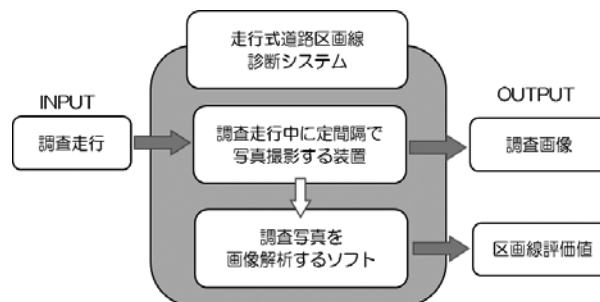 走行式道路区画線
診断システム
INPUT
調査走行
調査走行中に定間隔で
写真撮影する装置
OUTPUT
調査画像
調査写真を
画像解析するソフト
区画線評価値